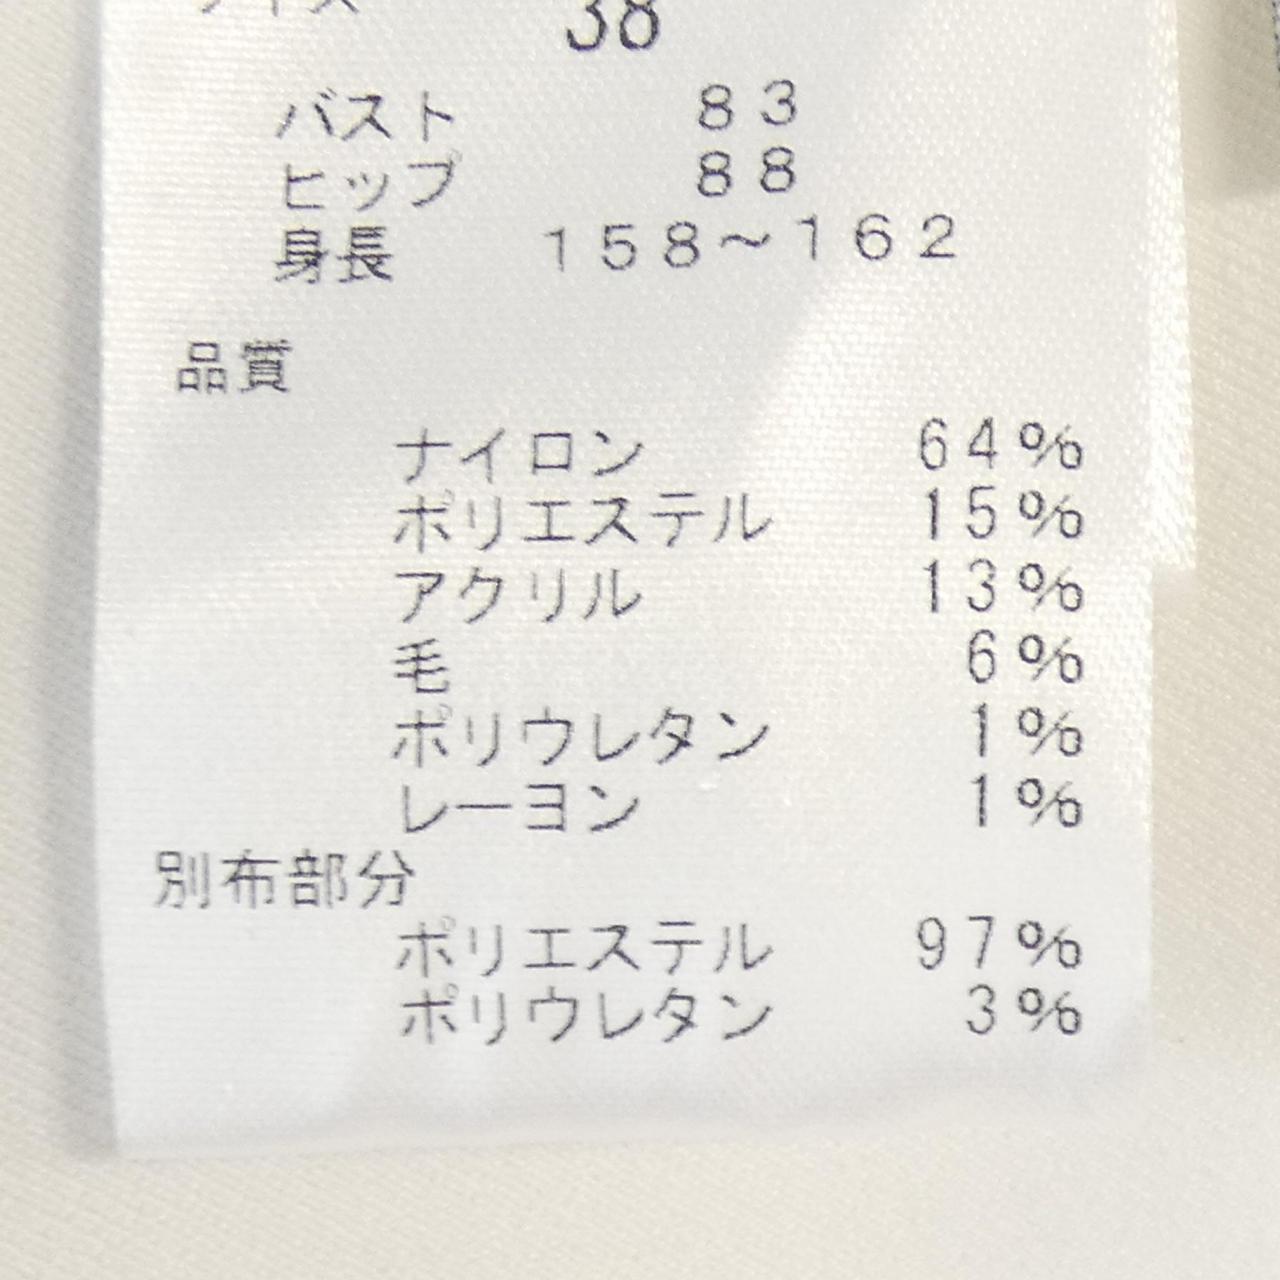 サイズ 38
バスト 83
ヒップ 88
身長 158～162
品質
ナイロン 64%
ポリエステル 15%
アクリル 13%
毛 6%
ポリウレタン 1%
レーヨン 1%
別布部分
ポリエステル 97%
ポリウレタン 3%